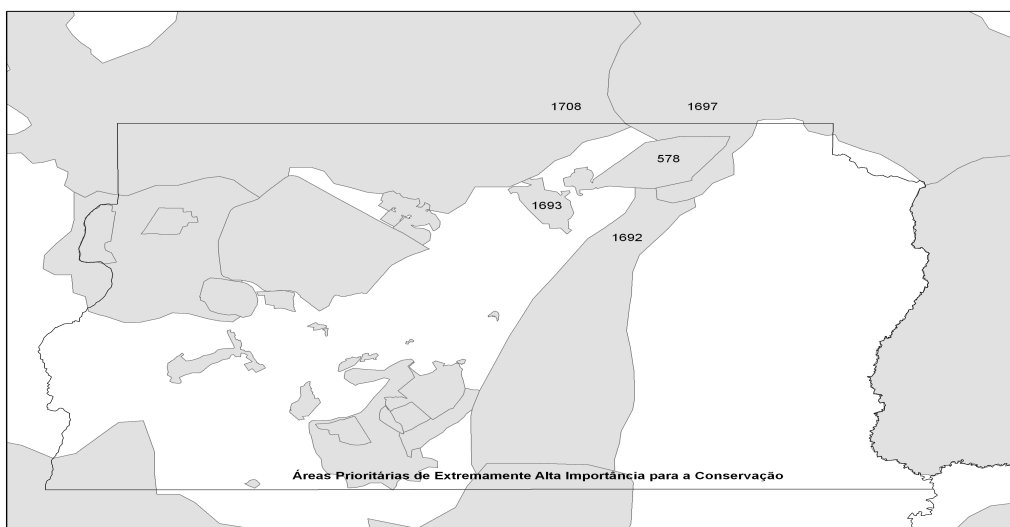 1708 1697
578
1693
1692
Áreas Prioritárias de Extremamente Alta Importância para a Conservação